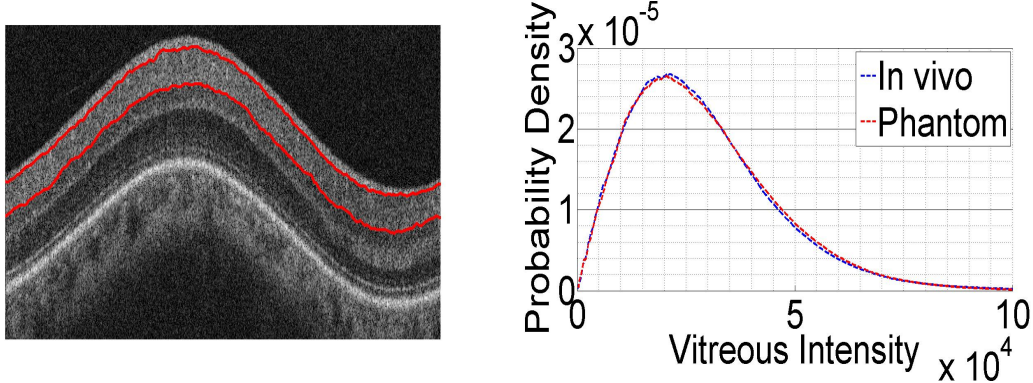 x 10-5
3
2
1
0
Probability Density
In vivo
Phantom
0 5 10
Vitreous Intensity x 10^4